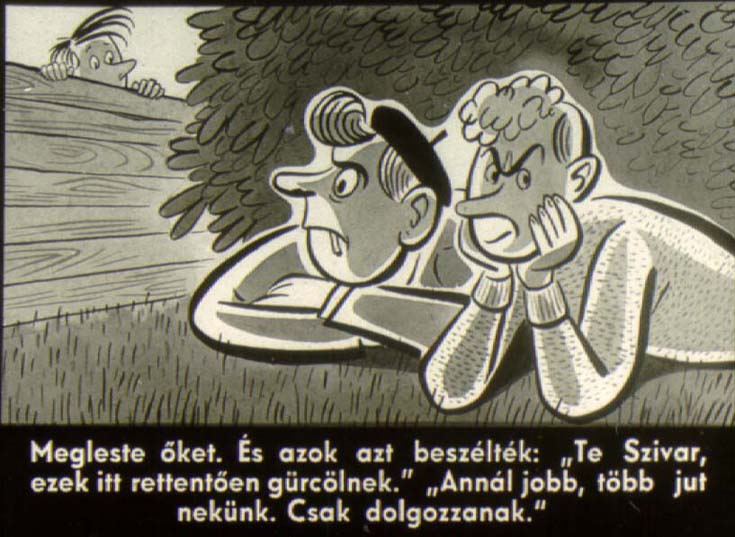 Megleste őket. És azok azt beszélték: „Te Szivar,
ezek itt rettentően gürcölnek.” „Annál jobb, több jut
nekünk. Csak dolgozzanak.“